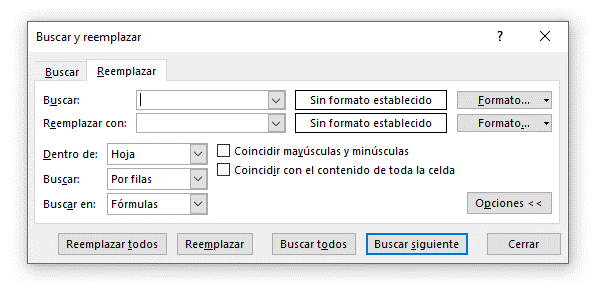 Buscar y reemplazar ?
Buscar Reemplazar
Buscar: Sin formato establecido Formato...
Reemplazar con: Sin formato establecido Formato...
Dentro de: Hoja Coincidir mayúsculas y minúsculas
Buscar: Por filas Coincidir con el contenido de toda la celda
Buscar en: Fórmulas Opciones <<
Reemplazar todos Reemplazar Buscar todos Buscar siguiente Cerrar